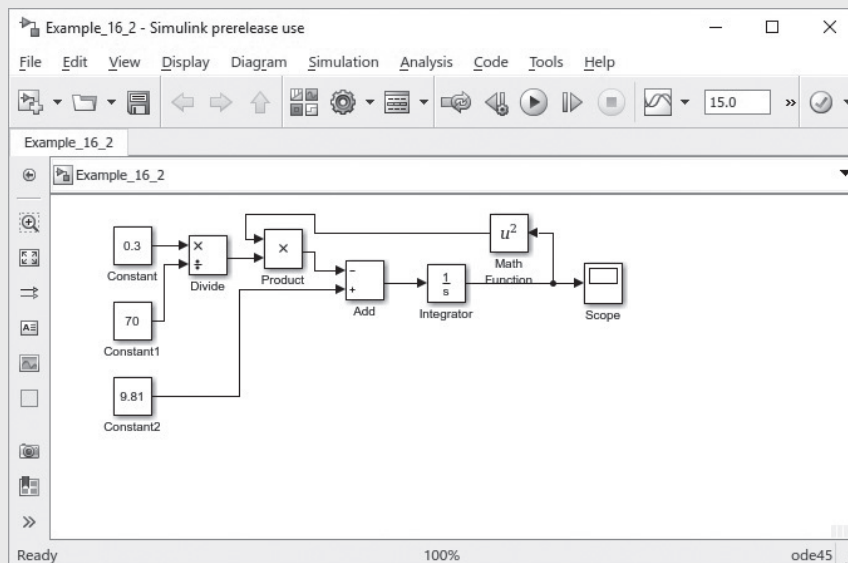 Example_16_2 - Simulink prerelease use
File Edit View Display Diagram Simulation Analysis Code Tools Help
15.0 »
Example_16_2
Example_16_2
0.3
Constant
×
÷
Divide
×
Product
u²
Math
Function
−
+
Add
1
s
Integrator
Scope
70
Constant1
9.81
Constant2
Ready 100% ode45